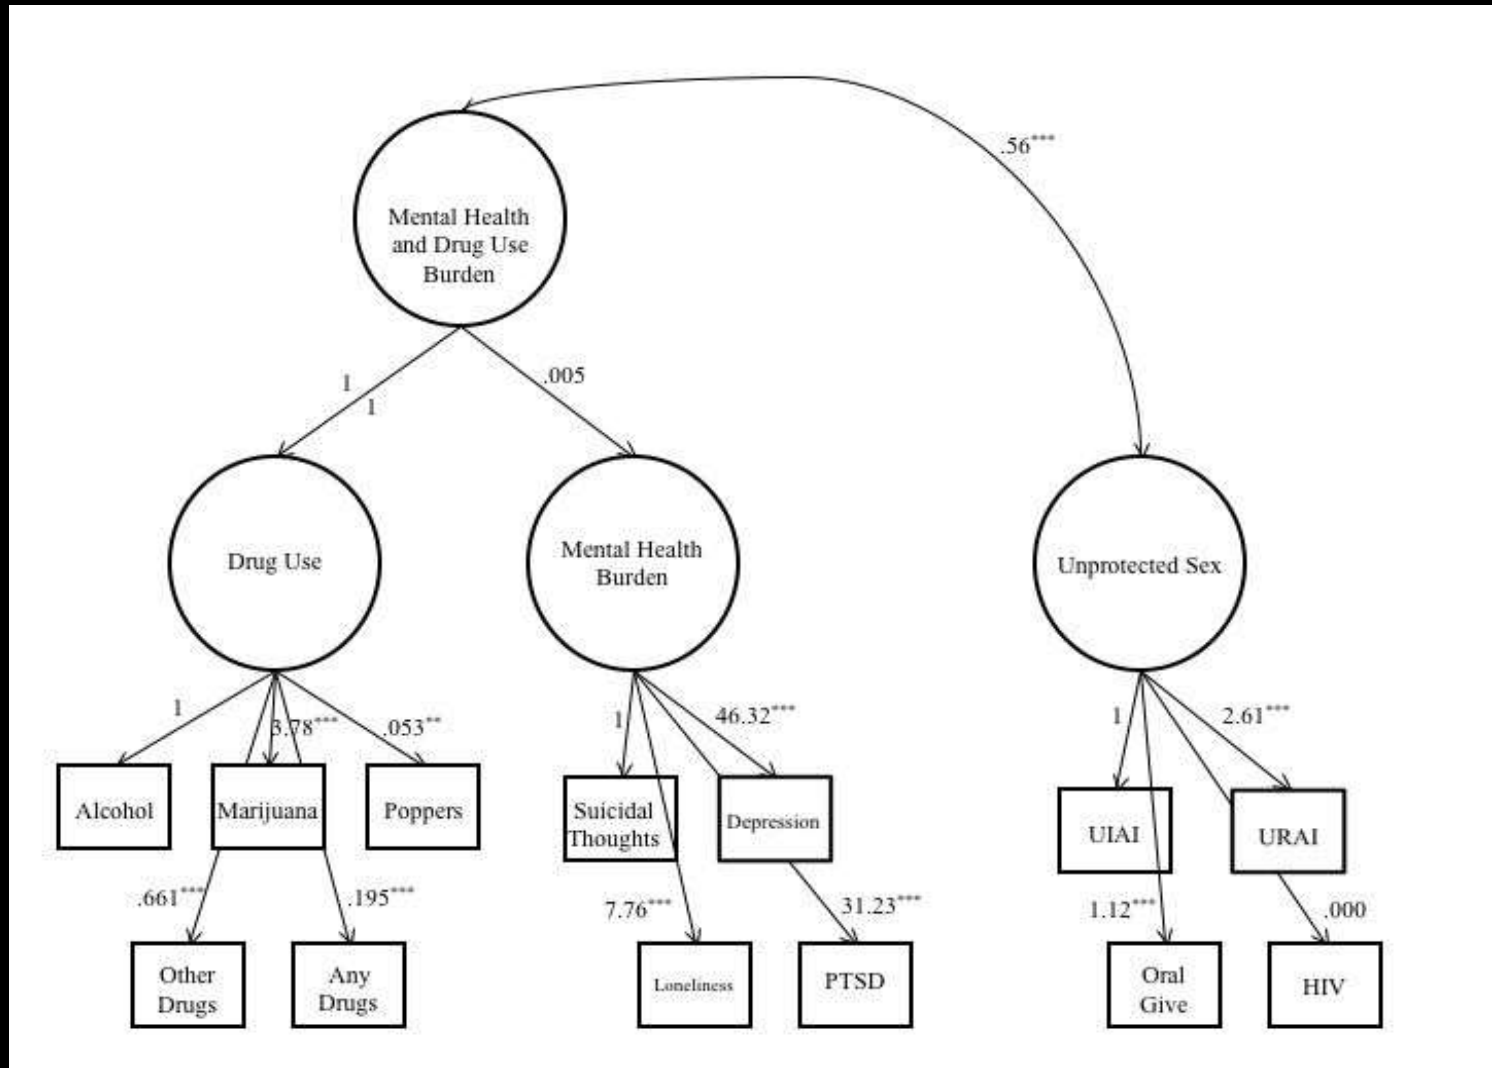 .56***
Mental Health
and Drug Use
Burden
1
1
.005
Drug Use
Mental Health
Burden
Unprotected Sex
1
3.78***
.053**
1
46.32***
1
2.61***
Alcohol
Marijuana
Poppers
Suicidal
Thoughts
Depression
UIAI
URAI
.661***
.195***
7.76***
31.23***
1.12***
.000
Other
Drugs
Any
Drugs
Loneliness
PTSD
Oral
Give
HIV